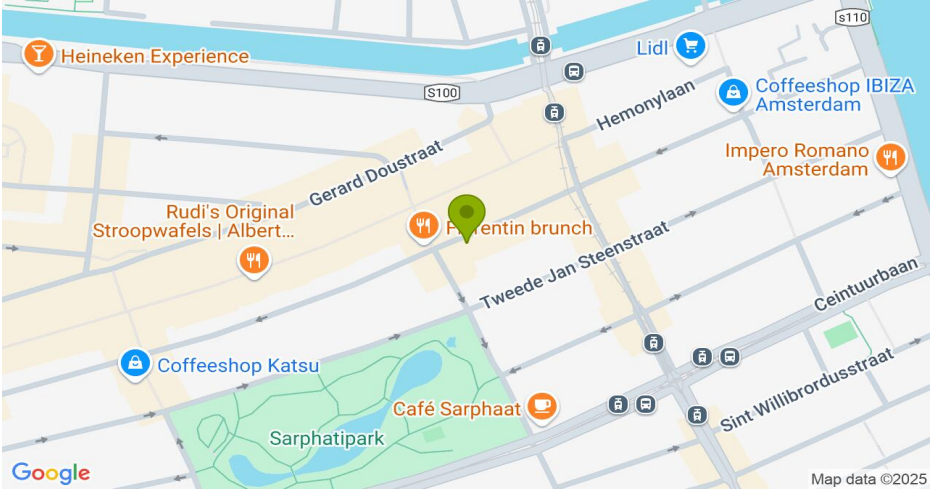 s110
Lidl
Heineken Experience
S100
Coffeeshop IBIZA
Amsterdam
Hemonylaan
Impero Romano
Amsterdam
Gerard Doustraat
Rudi's Original
Stroopwafels | Albert...
brunch
Tweede Jan Steenstraat
Ceintuurbaan
Coffeeshop Katsu
Café Sarphaat
Sint Willibrordusstraat
Sarphatipark
Google
Map data ©2025